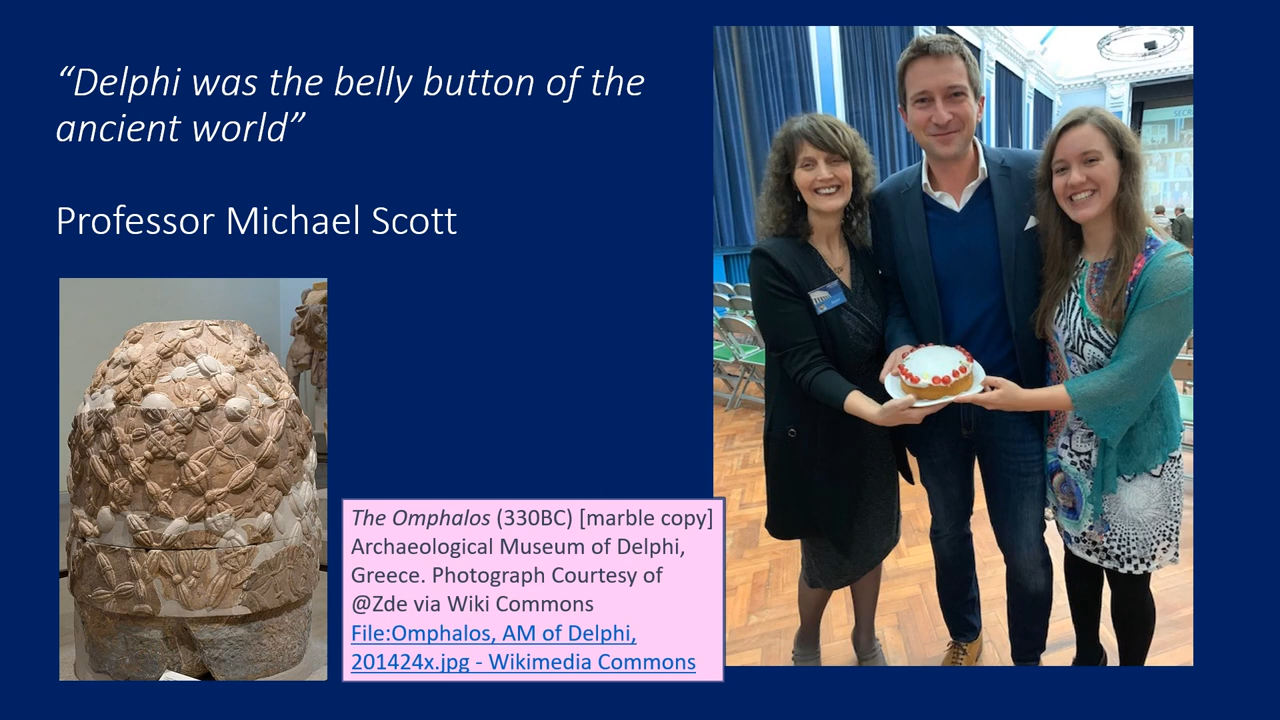 “Delphi was the belly button of the
ancient world”
Professor Michael Scott
SECR
The Omphalos (330BC) [marble copy]
Archaeological Museum of Delphi,
Greece. Photograph Courtesy of
@Zde via Wiki Commons
File:Omphalos, AM of Delphi,
201424x.jpg - Wikimedia Commons